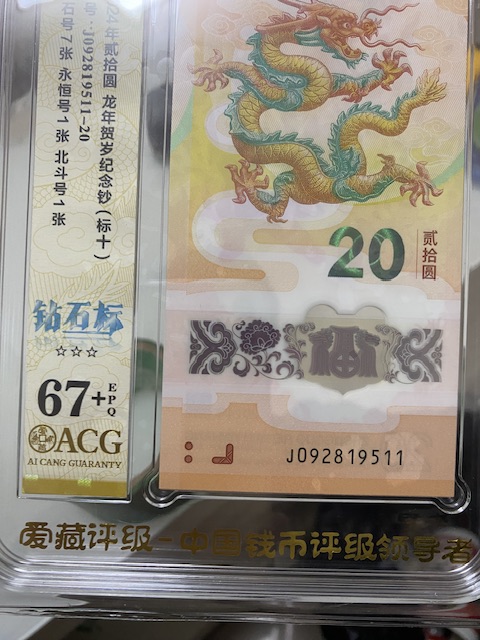 24年贰拾圆 龙年贺岁纪念钞(标十)
号:J092819511-20
石号7张 永恒号1张 北斗号1张
钻石标
☆☆☆
67+ EPQ
ACG
AI CANG GUARANTY
20 贰拾圆
福
J092819511
爱藏评级-中国钱币评级领导者